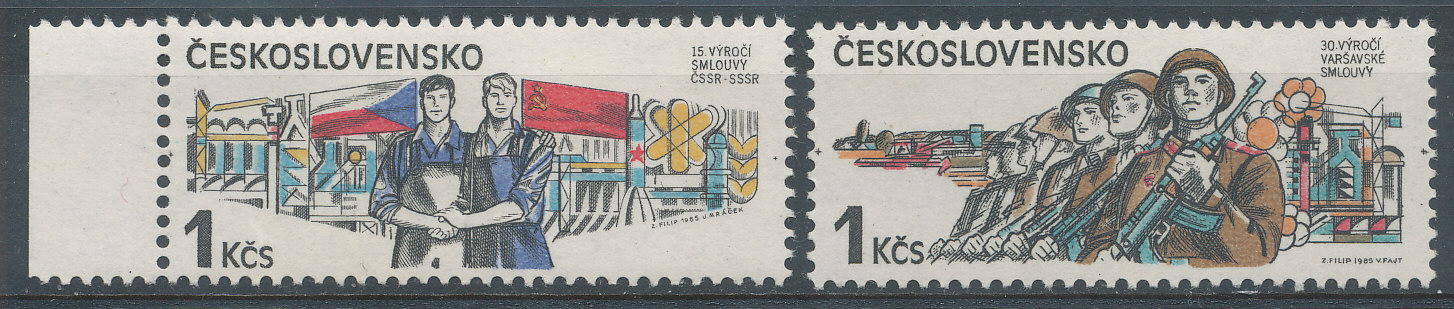 ČESKOSLOVENSKO
15. VÝROČÍ
SMLOUVY
ČSSR-SSSR
Z. FILIP 1985 J. MRÁČEK
1 Kčs
ČESKOSLOVENSKO
30. VÝROČÍ
VARŠAVSKÉ
SMLOUVY
1 Kčs
Z. FILIP 1985 V. FAJT